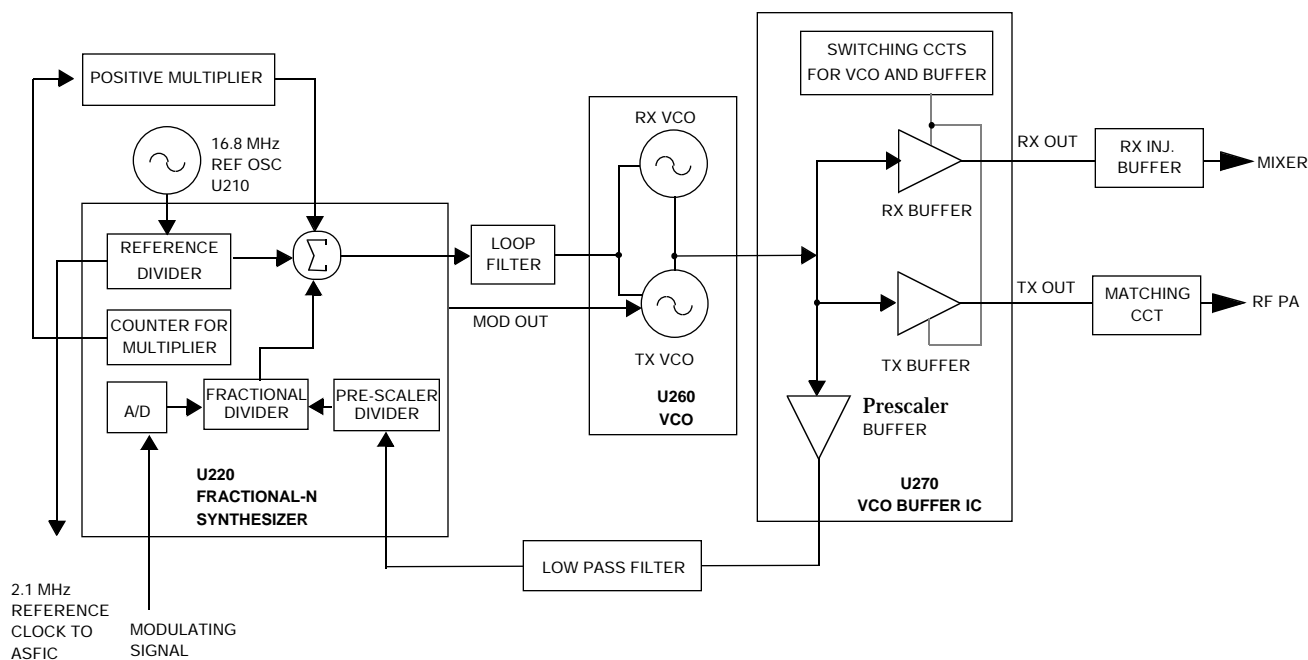 POSITIVE MULTIPLIER
SWITCHING CCTS
FOR VCO AND BUFFER
16.8 MHz
REF OSC
U210
RX VCO
RX OUT
RX INJ.
BUFFER
MIXER
RX BUFFER
REFERENCE
DIVIDER
Σ
LOOP
FILTER
COUNTER FOR
MULTIPLIER
MOD OUT
TX VCO
TX OUT
MATCHING
CCT
RF PA
TX BUFFER
A/D
FRACTIONAL
DIVIDER
PRE-SCALER
DIVIDER
U260
VCO
Prescaler
BUFFER
U220
FRACTIONAL-N
SYNTHESIZER
U270
VCO BUFFER IC
LOW PASS FILTER
2.1 MHz
REFERENCE
CLOCK TO
ASFIC
MODULATING
SIGNAL